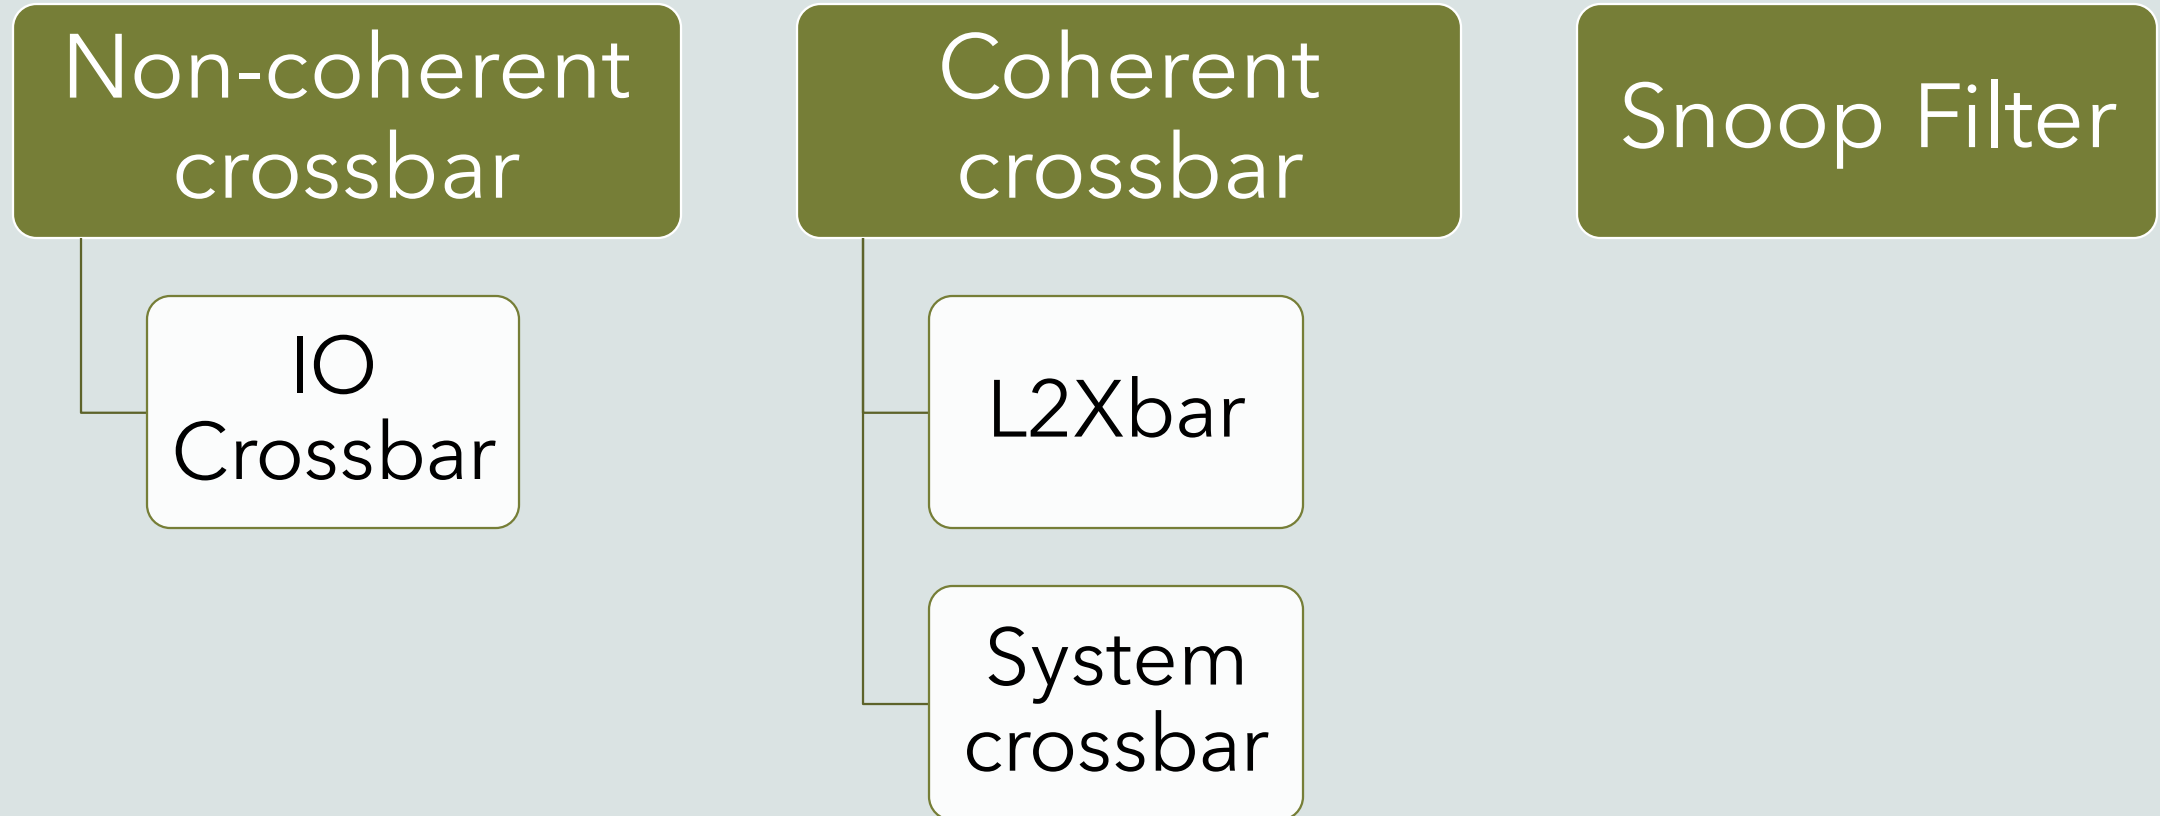 Non-coherent
crossbar
IO
Crossbar
Coherent
crossbar
L2Xbar
System
crossbar
Snoop Filter